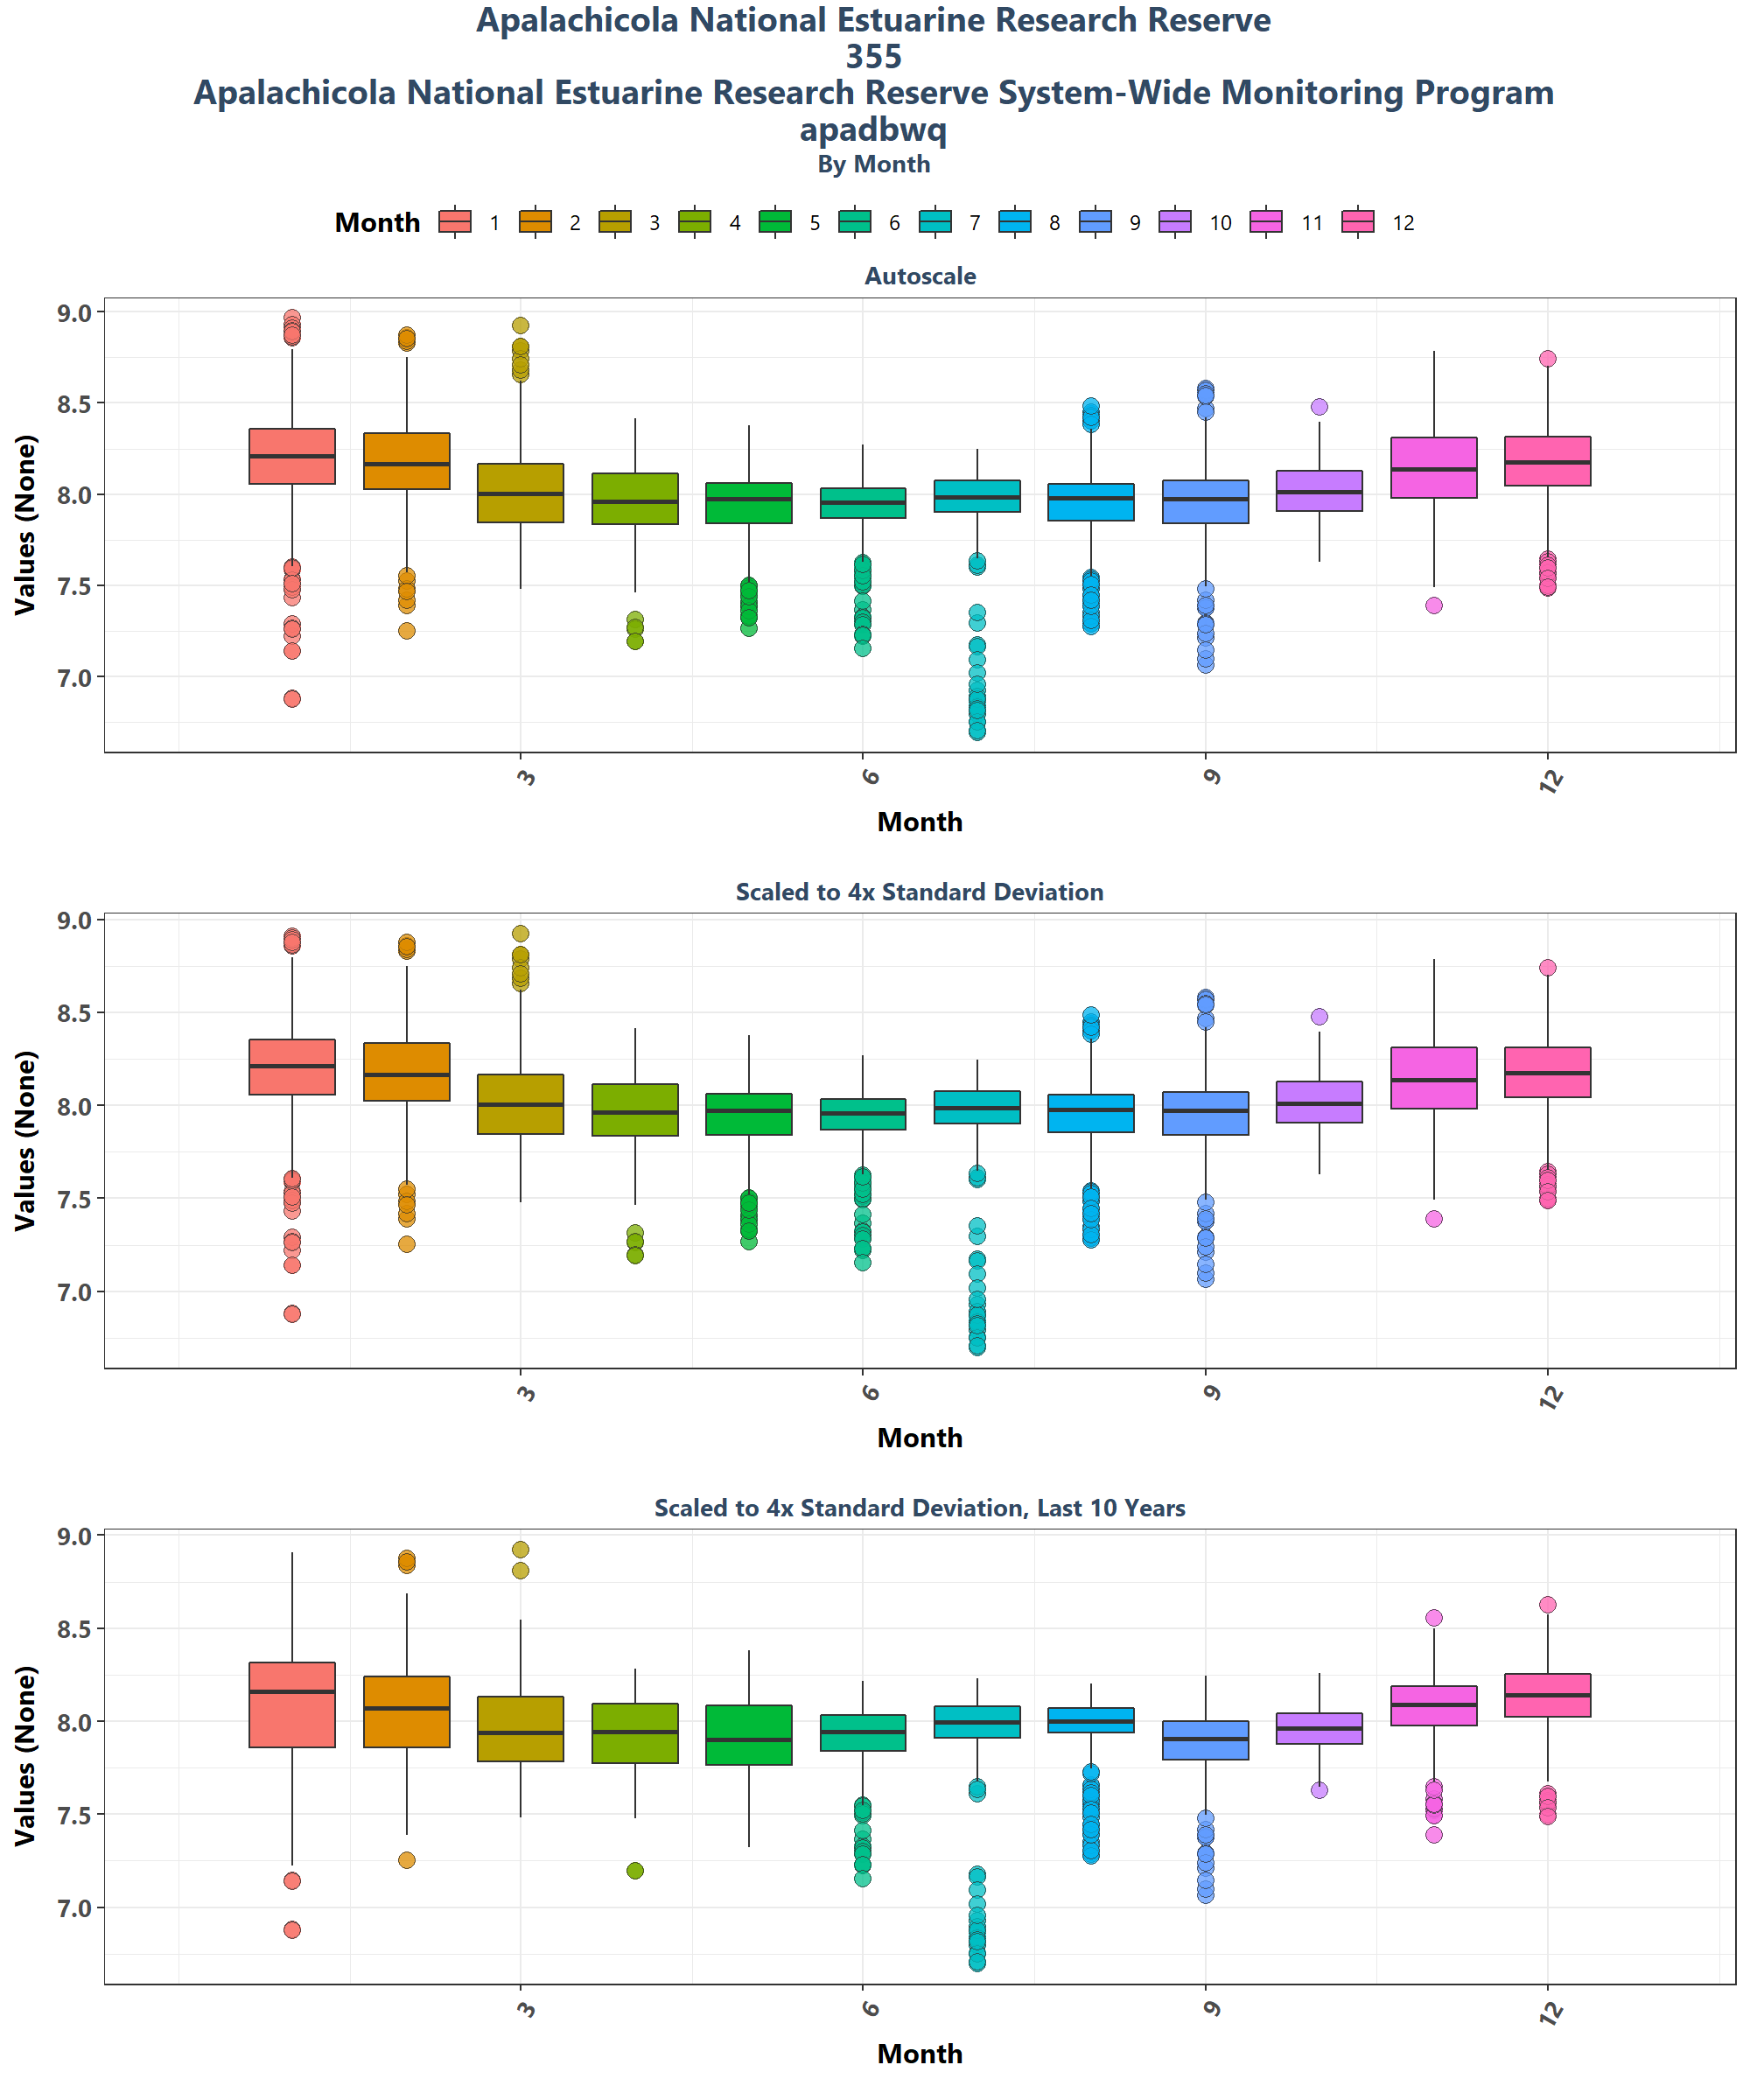 Apalachicola National Estuarine Research Reserve
355
Apalachicola National Estuarine Research Reserve System-Wide Monitoring Program
apadbwq
By Month
Month 1 2 3 4 5 6 7 8 9 10 11 12
Autoscale
Values (None)
9.0
8.5
8.0
7.5
7.0
3 6 9 12
Month
Scaled to 4x Standard Deviation
Values (None)
9.0
8.5
8.0
7.5
7.0
3 6 9 12
Month
Scaled to 4x Standard Deviation, Last 10 Years
Values (None)
9.0
8.5
8.0
7.5
7.0
3 6 9 12
Month